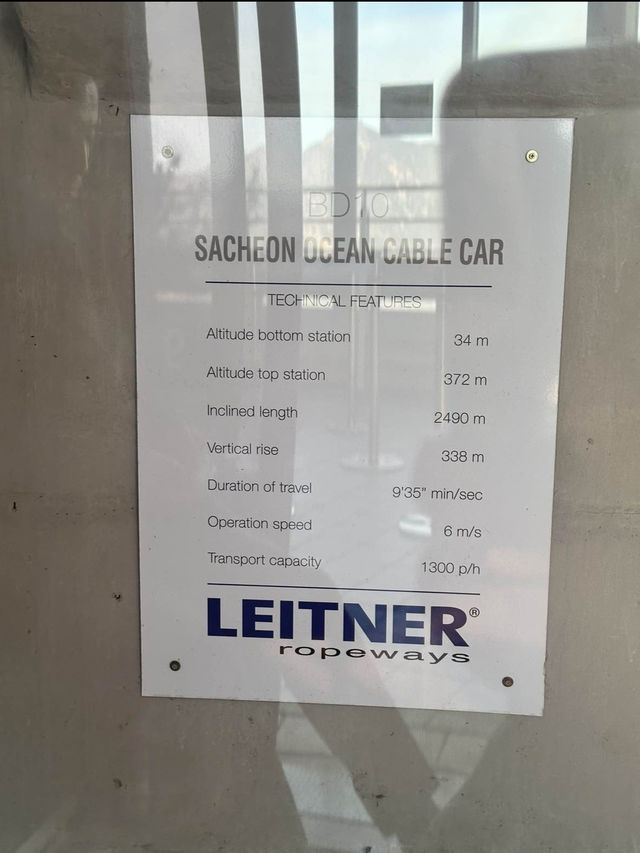 BD10
SACHEON OCEAN CABLE CAR
TECHNICAL FEATURES
Altitude bottom station 34 m
Altitude top station 372 m
Inclined length 2490 m
Vertical rise 338 m
Duration of travel 9'35" min/sec
Operation speed 6 m/s
Transport capacity 1300 p/h
LEITNER®
ropeways